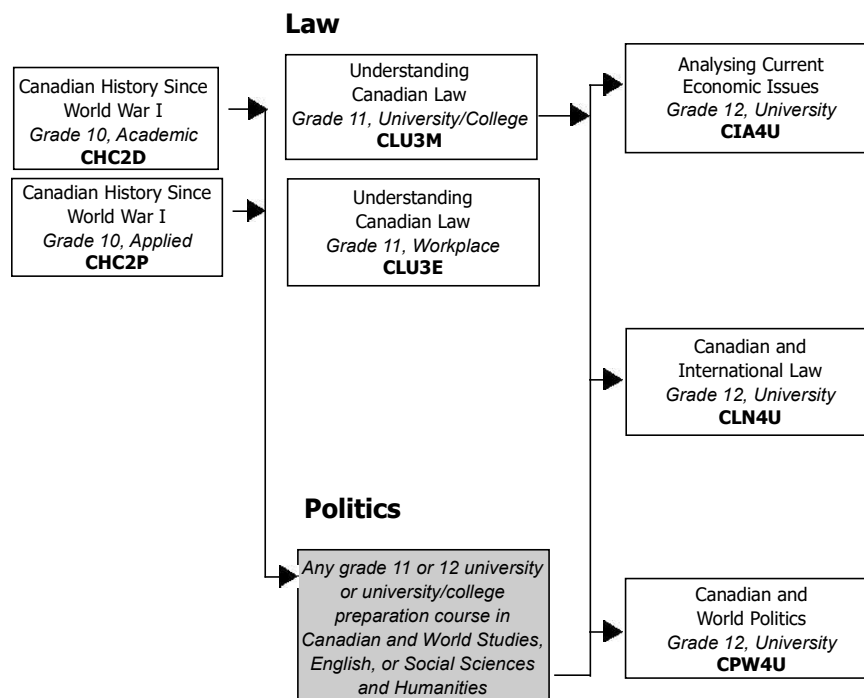 Law
Canadian History Since
World War I
Grade 10, Academic
CHC2D
Understanding
Canadian Law
Grade 11, University/College
CLU3M
Analysing Current
Economic Issues
Grade 12, University
CIA4U
Canadian History Since
World War I
Grade 10, Applied
CHC2P
Understanding
Canadian Law
Grade 11, Workplace
CLU3E
Canadian and
International Law
Grade 12, University
CLN4U
Politics
Any grade 11 or 12 university
or university/college
preparation course in
Canadian and World Studies,
English, or Social Sciences
and Humanities
Canadian and
World Politics
Grade 12, University
CPW4U